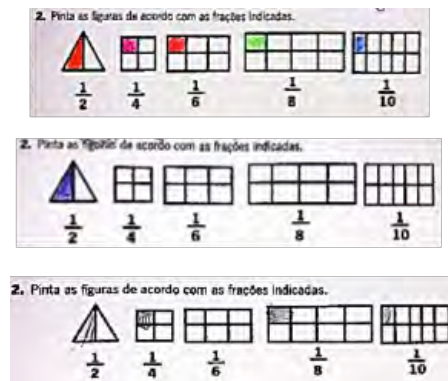 2. Pinta as figuras de acordo com as frações indicadas.
1/2 1/4 1/6 1/8 1/10
2. Pinta as figuras de acordo com as frações indicadas.
1/2 1/4 1/6 1/8 1/10
2. Pinta as figuras de acordo com as frações indicadas.
1/2 1/4 1/6 1/8 1/10